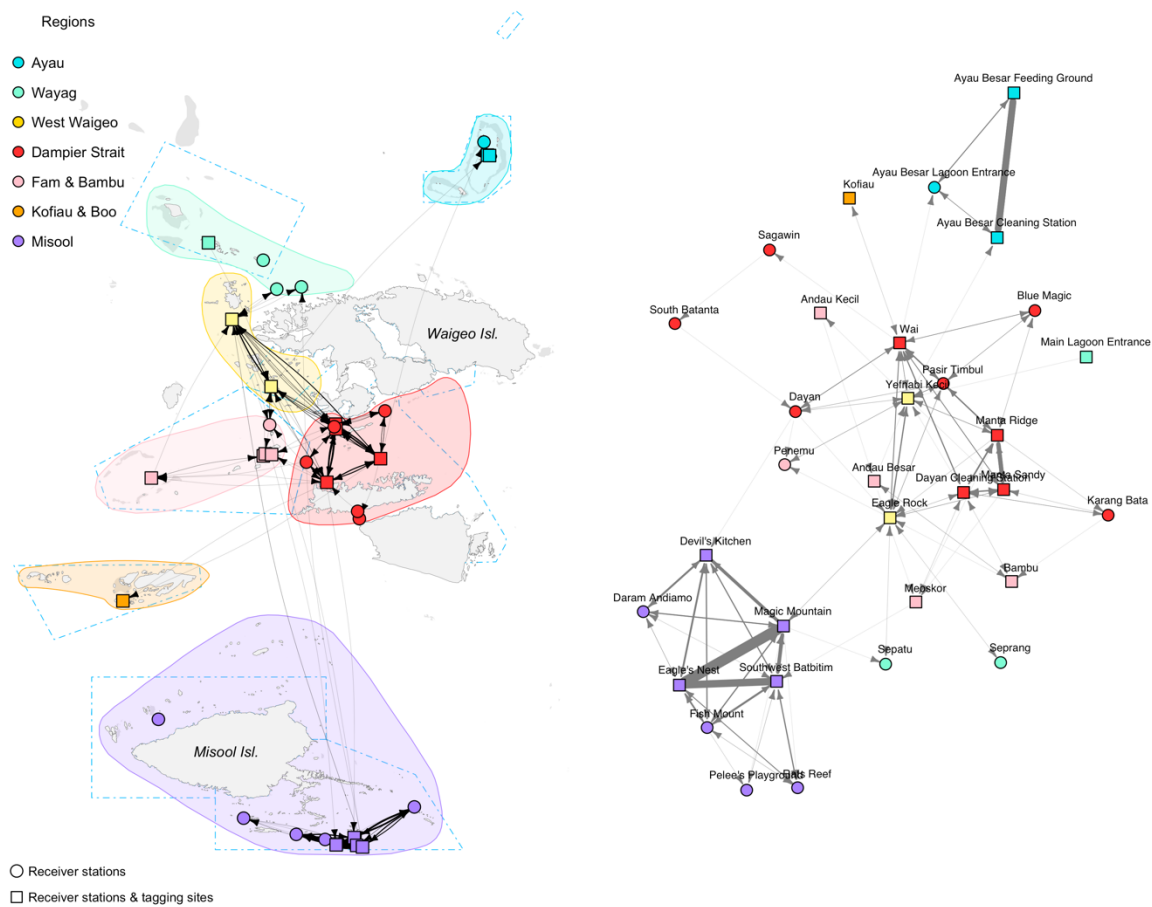 Regions
Ayau
Wayag
West Waigeo
Dampier Strait
Fam & Bambu
Kofiau & Boo
Misool
Waigeo Isl.
Misool Isl.
Receiver stations
Receiver stations & tagging sites
Ayau Besar Feeding Ground
Ayau Besar Lagoon Entrance
Kofiau
Ayau Besar Cleaning Station
Sagawin
South Batanta
Andau Kecil
Blue Magic
Wai
Main Lagoon Entrance
Pasir Timbul
Yefnabi Kecil
Dayan
Manta Ridge
Penemu
Andau Besar
Dayan Cleaning Station
Manta Sandy
Eagle Rock
Karang Bata
Devil's Kitchen
Bambu
Menskor
Daram Andiamo
Magic Mountain
Sepatu
Seprang
Eagle's Nest
Southwest Batbitim
Fish Mount
Pelee's Playground
Reef